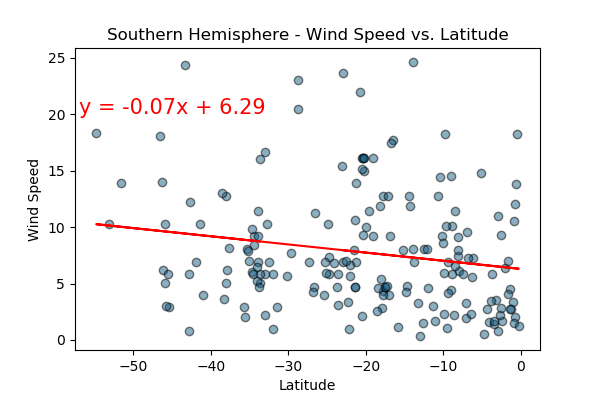 Southern Hemisphere - Wind Speed vs. Latitude
25
20
15
10
5
0
Wind Speed
y = -0.07x + 6.29
−50 −40 −30 −20 −10 0
Latitude